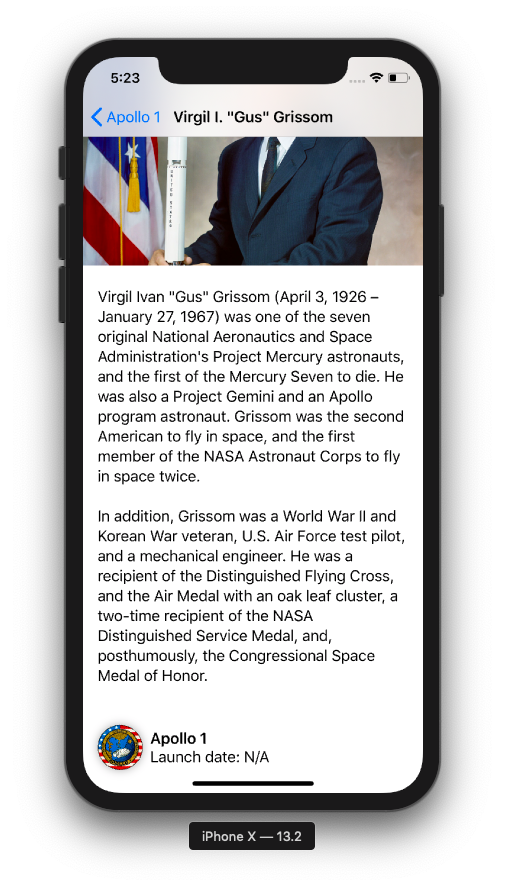 5:23
Apollo 1 Virgil I. "Gus" Grissom
UNITED STATES
Virgil Ivan "Gus" Grissom (April 3, 1926 –
January 27, 1967) was one of the seven
original National Aeronautics and Space
Administration's Project Mercury astronauts,
and the first of the Mercury Seven to die. He
was also a Project Gemini and an Apollo
program astronaut. Grissom was the second
American to fly in space, and the first
member of the NASA Astronaut Corps to fly
in space twice.
In addition, Grissom was a World War II and
Korean War veteran, U.S. Air Force test pilot,
and a mechanical engineer. He was a
recipient of the Distinguished Flying Cross,
and the Air Medal with an oak leaf cluster, a
two-time recipient of the NASA
Distinguished Service Medal, and,
posthumously, the Congressional Space
Medal of Honor.
Apollo 1
Launch date: N/A
iPhone X — 13.2